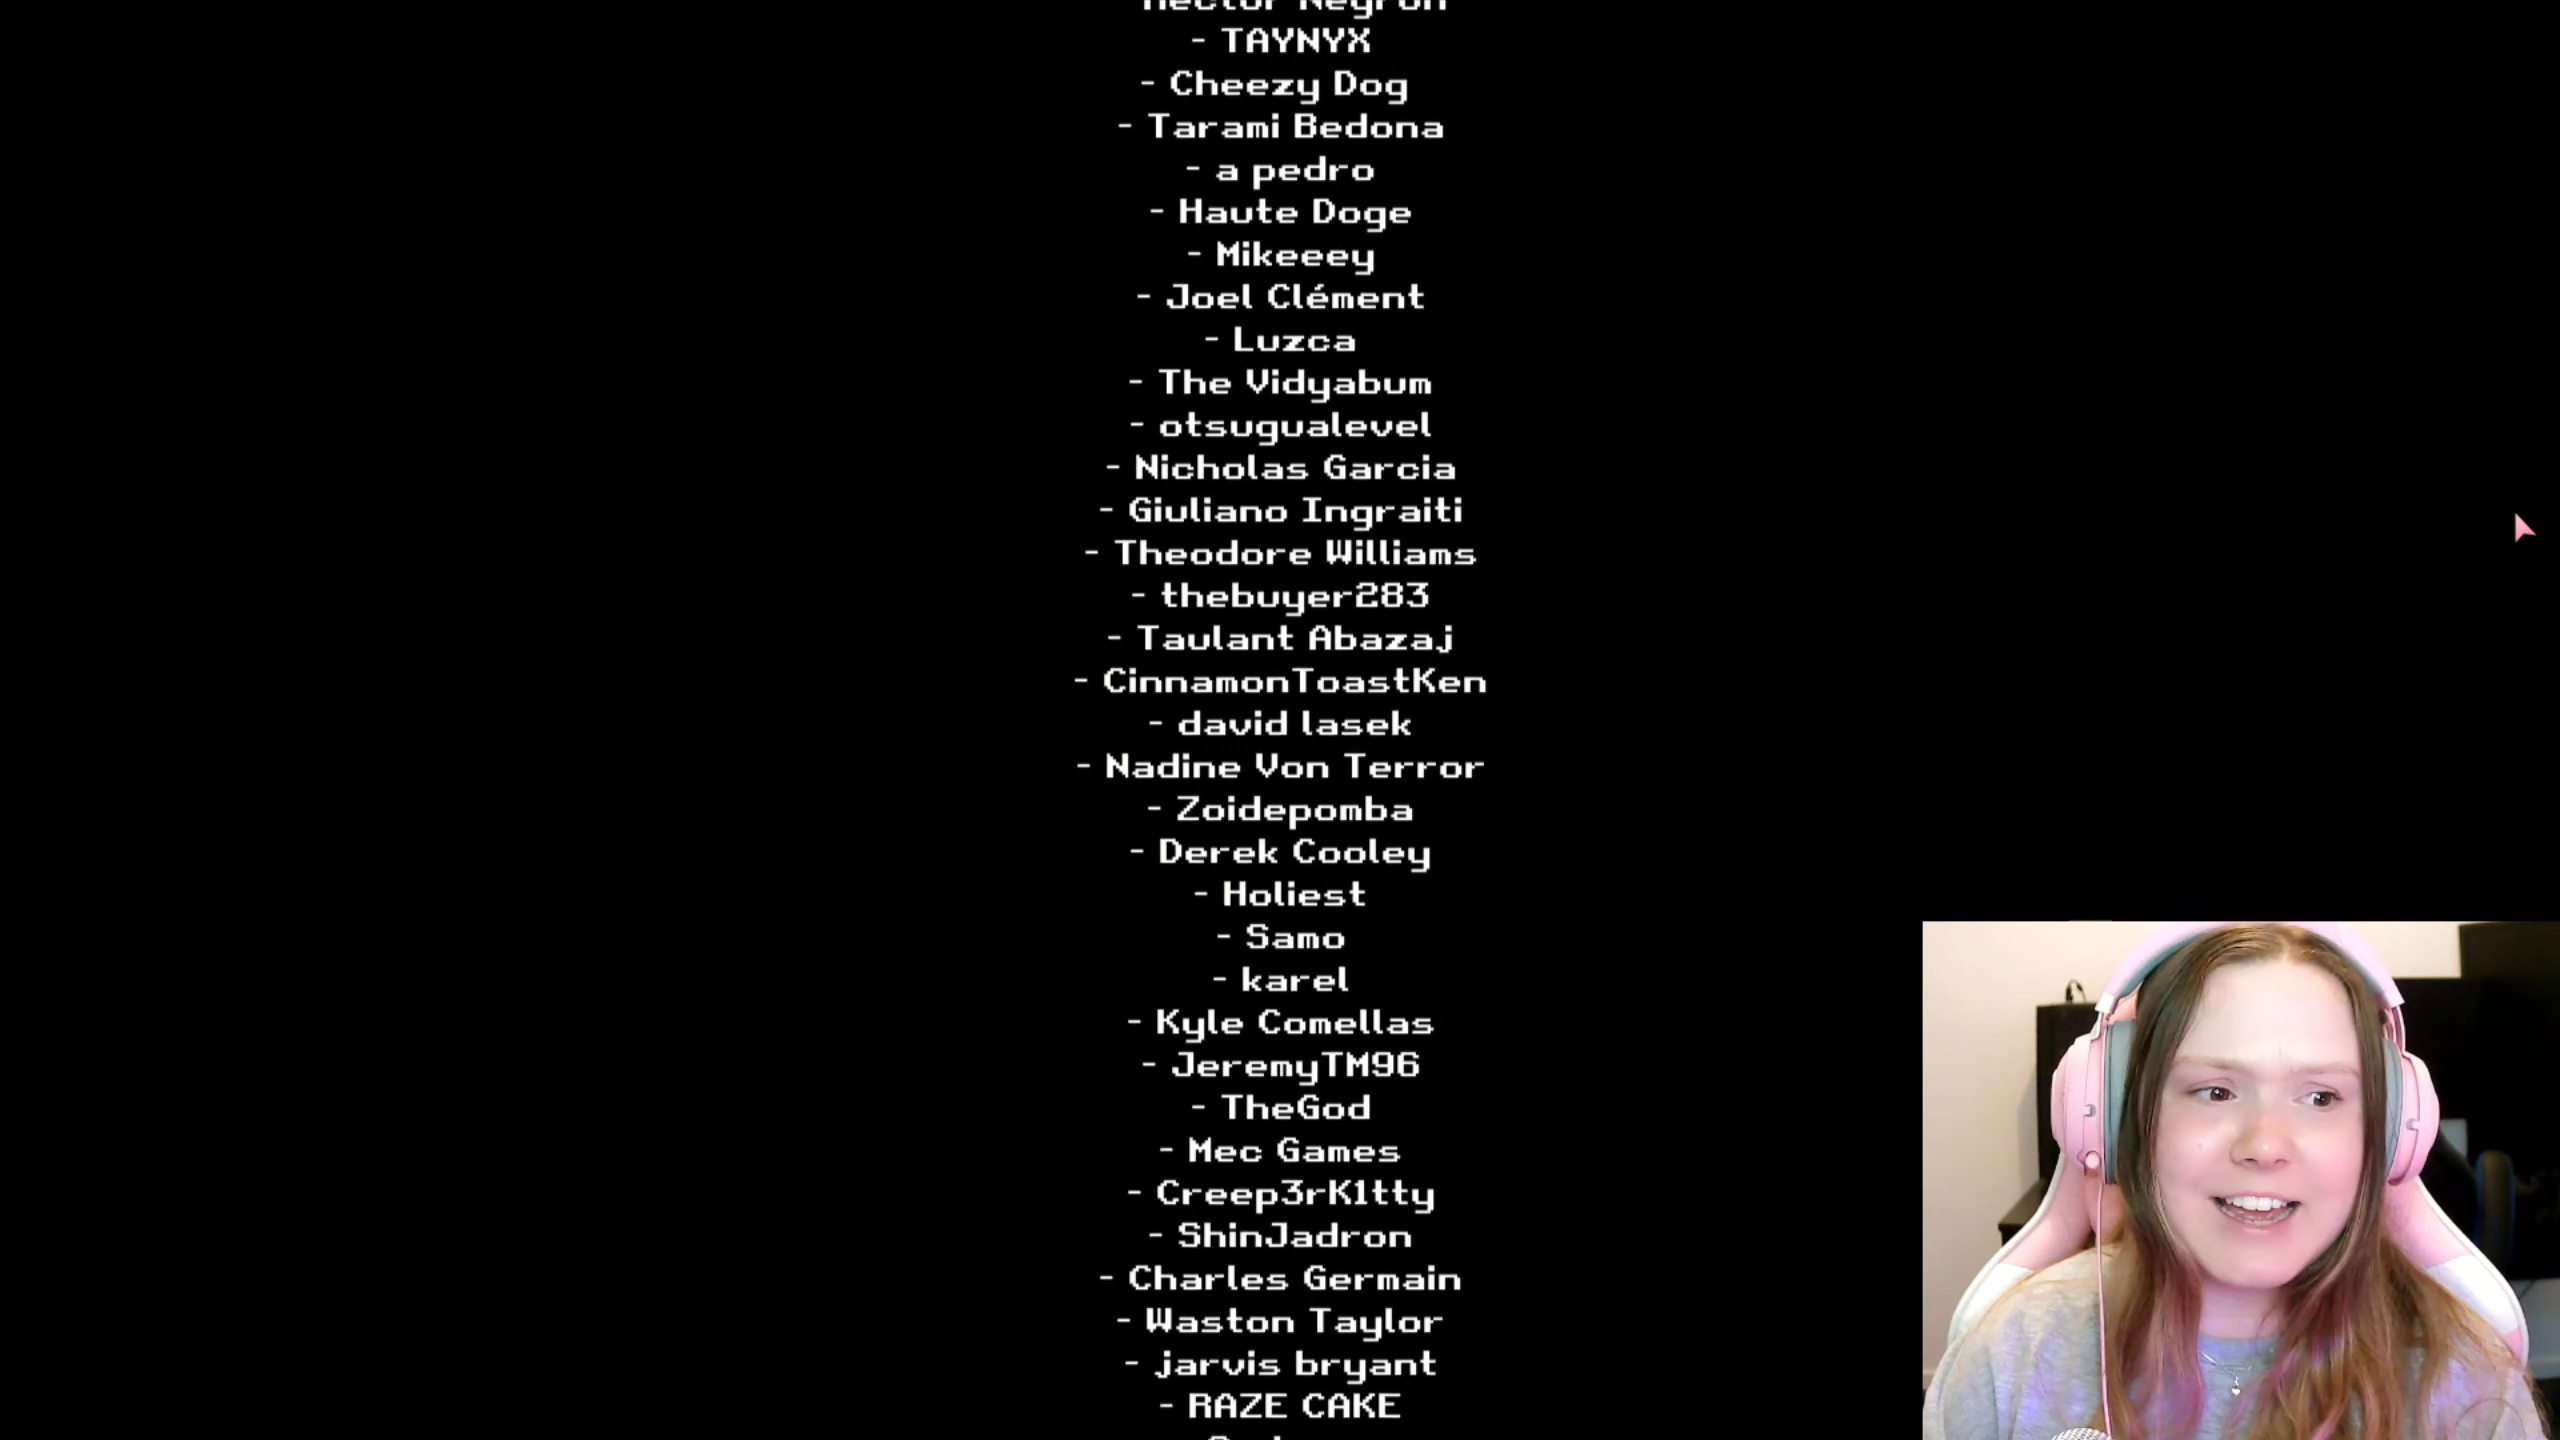 Hector Negron
- TAYNYX
- Cheezy Dog
- Tarami Bedona
- a pedro
- Haute Doge
- Mikeeey
- Joel Clément
- Luzca
- The Vidyabum
- otsugualevel
- Nicholas Garcia
- Giuliano Ingraiti
- Theodore Williams
- thebuyer283
- Taulant Abazaj
- CinnamonToastKen
- david lasek
- Nadine Von Terror
- Zoidepomba
- Derek Cooley
- Holiest
- Samo
- karel
- Kyle Comellas
- JeremyTM96
- TheGod
- Mec Games
- Creep3rK1tty
- ShinJadron
- Charles Germain
- Waston Taylor
- jarvis bryant
- RAZE CAKE